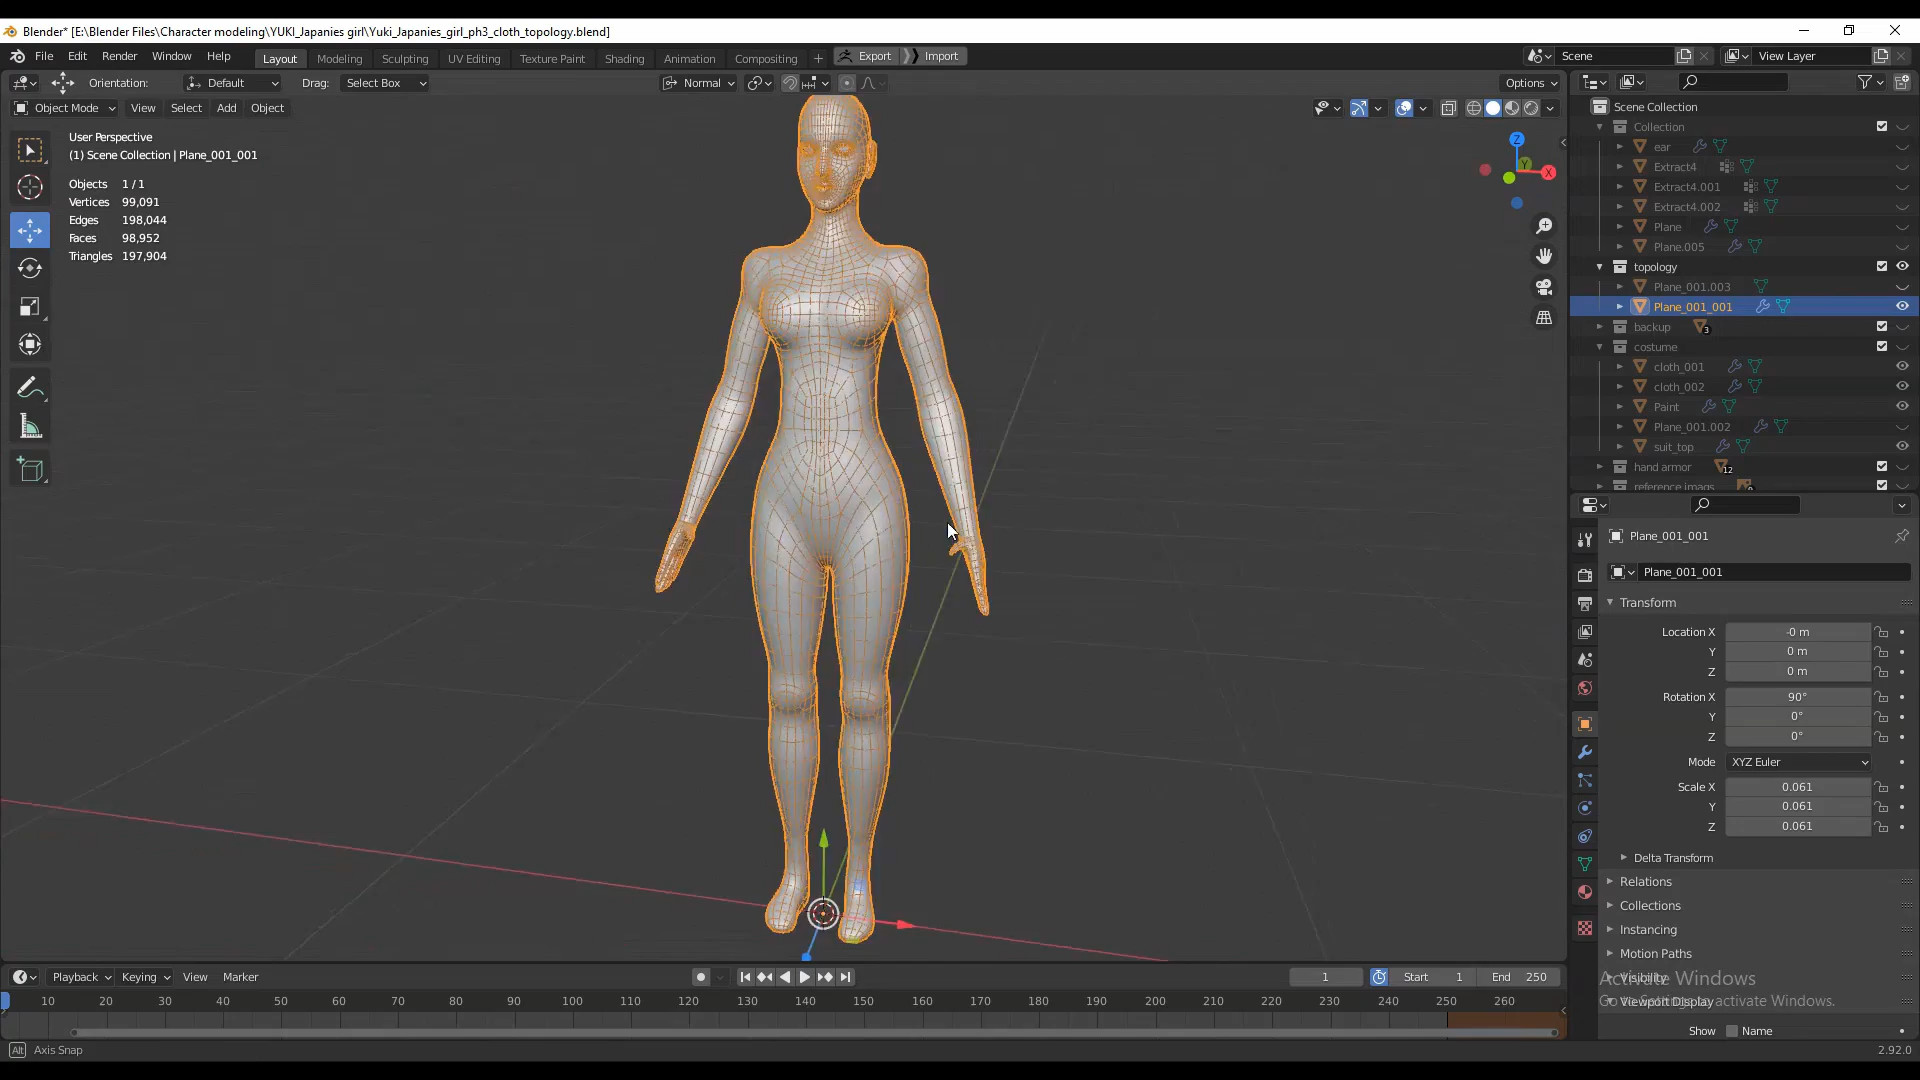 Blender* [E:\Blender Files\Character modeling\YUKI_Japanies girl\Yuki_Japanies_girl_ph3_cloth_topology.blend]
File Edit Render Window Help Layout Modeling Sculpting UV Editing Texture Paint Shading Animation Compositing + Export Import Scene View Layer
Orientation: Default Drag: Select Box Normal Options
Object Mode View Select Add Object
User Perspective
(1) Scene Collection | Plane_001_001
Objects 1 / 1
Vertices 99,091
Edges 198,044
Faces 98,952
Triangles 197,904
Z
Y
X
Scene Collection
Collection
ear
Extract4
Extract4.001
Extract4.002
Plane
Plane.005
topology
Plane_001.003
Plane_001_001
backup 3
costume
cloth_001
cloth_002
Paint
Plane_001.002
suit_top
hand armor 12
reference imags
Plane_001_001
Plane_001_001
Transform
Location X -0 m
Y 0 m
Z 0 m
Rotation X 90°
Y 0°
Z 0°
Mode XYZ Euler
Scale X 0.061
Y 0.061
Z 0.061
Delta Transform
Relations
Collections
Instancing
Motion Paths
Visibility
Viewport Display
Show Name
Activate Windows
Go to Settings to activate Windows.
Playback Keying View Marker 1 Start 1 End 250
10 20 30 40 50 60 70 80 90 100 110 120 130 140 150 160 170 180 190 200 210 220 230 240 250 260
Alt Axis Snap
2.92.0